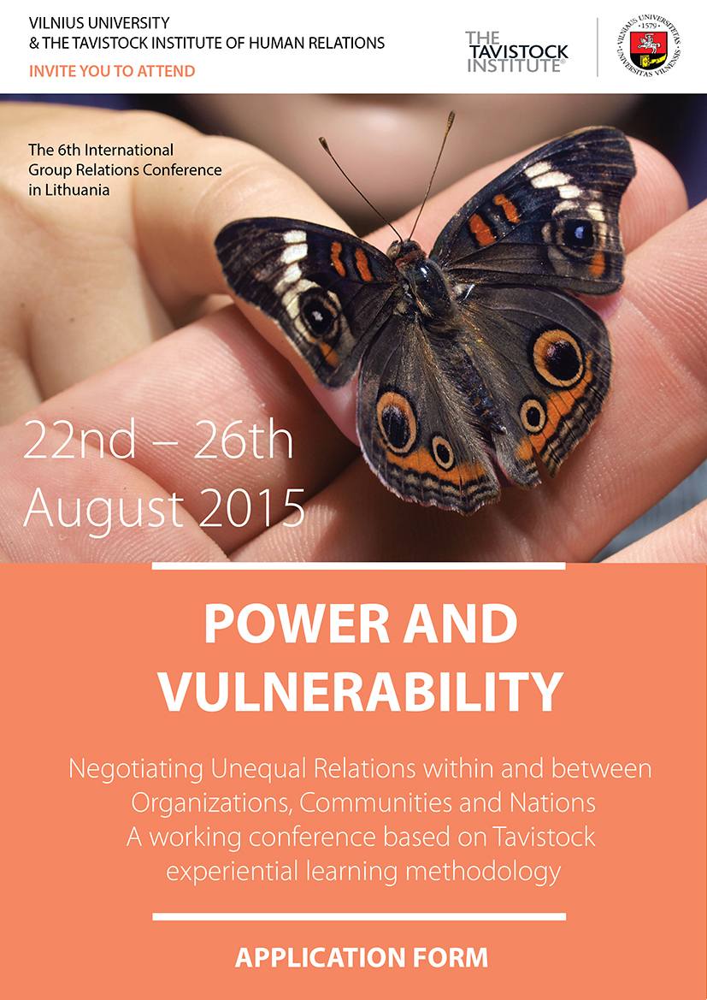 VILNIUS UNIVERSITY
& THE TAVISTOCK INSTITUTE OF HUMAN RELATIONS
INVITE YOU TO ATTEND
THE
TAVISTOCK
INSTITUTE®
VILNIAUS UNIVERSITETAS
·1579·
UNIVERSITAS VILNENSIS
The 6th International
Group Relations Conference
in Lithuania
22nd – 26th
August 2015
POWER AND
VULNERABILITY
Negotiating Unequal Relations within and between
Organizations, Communities and Nations
A working conference based on Tavistock
experiential learning methodology
APPLICATION FORM